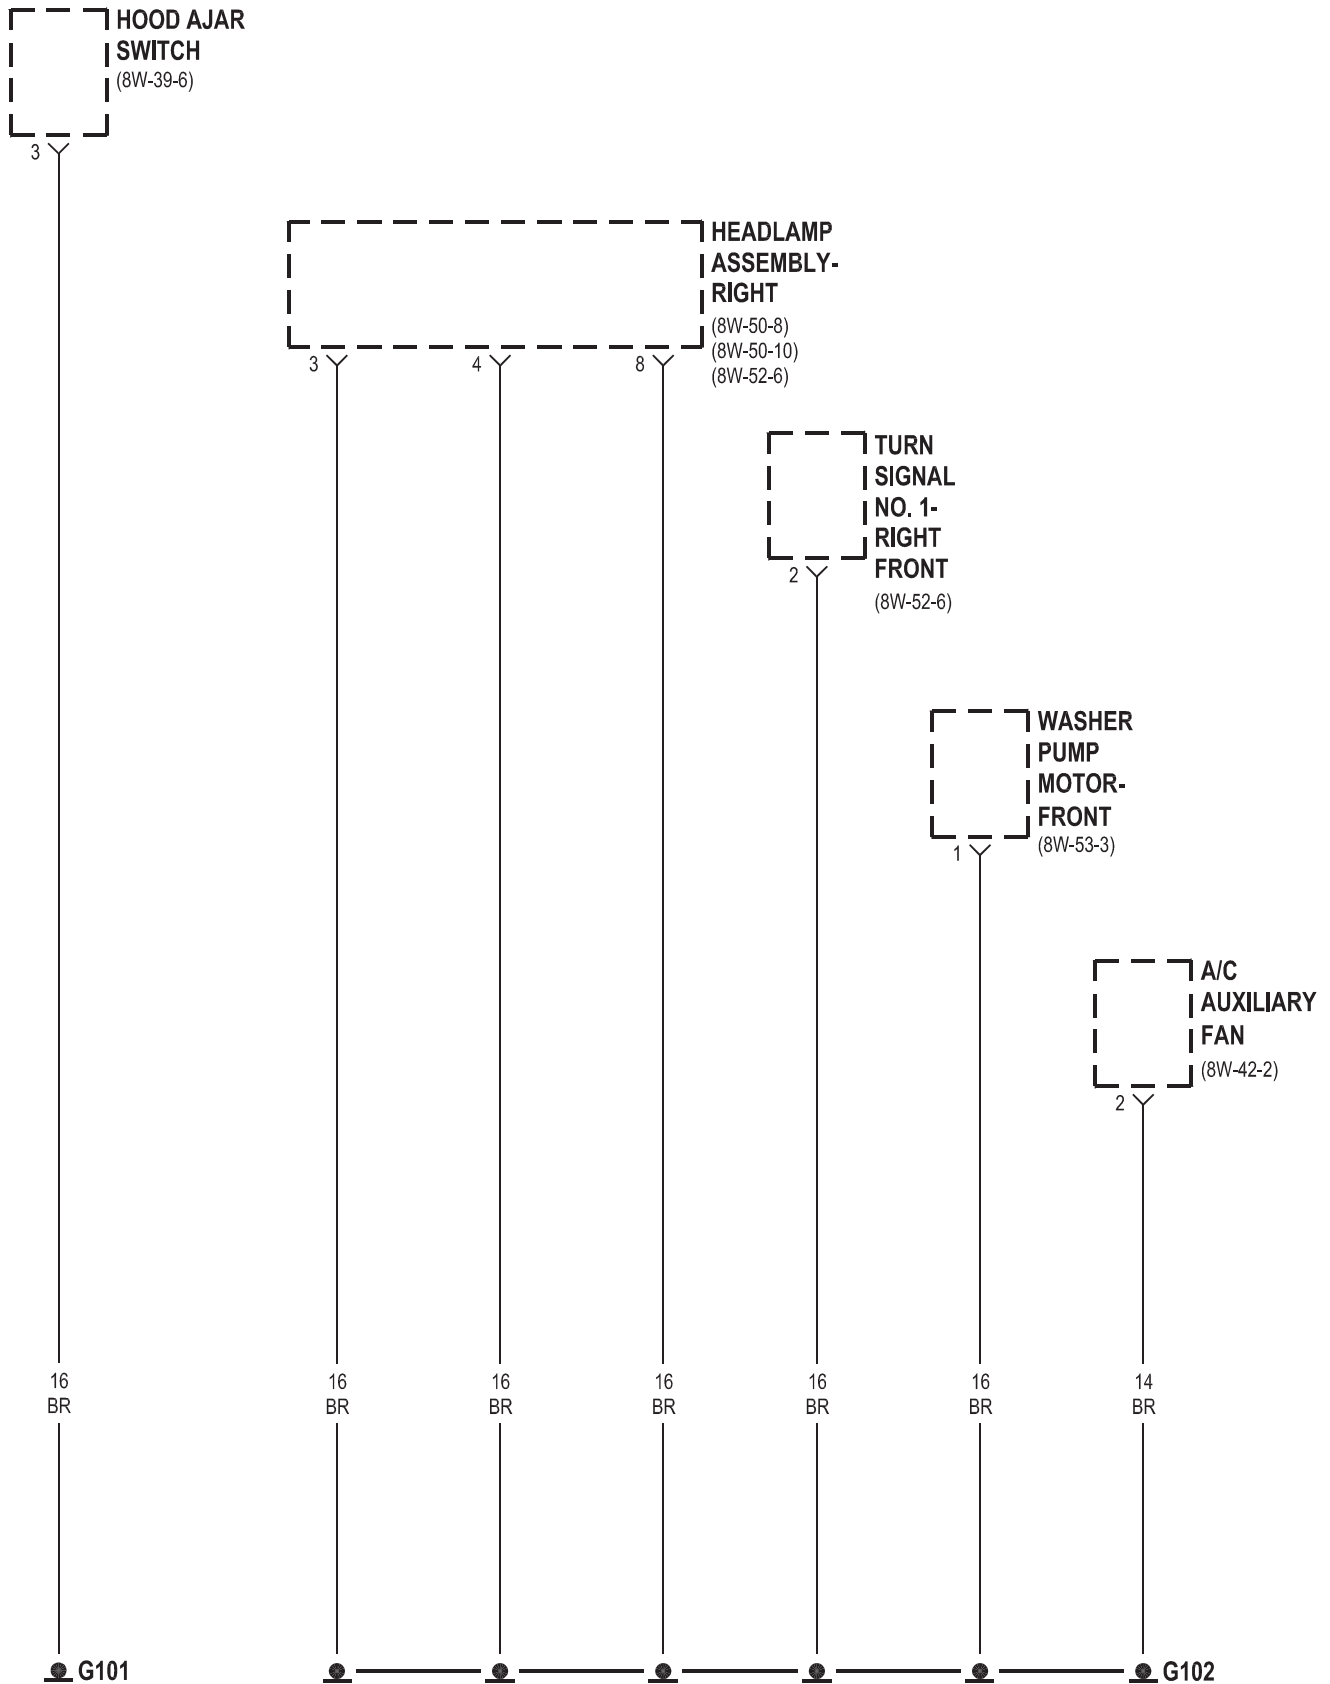 HOOD AJAR
SWITCH
(8W-39-6)
3
HEADLAMP
ASSEMBLY-
RIGHT
(8W-50-8)
(8W-50-10)
(8W-52-6)
3
4
8
TURN
SIGNAL
NO. 1-
RIGHT
FRONT
(8W-52-6)
2
WASHER
PUMP
MOTOR-
FRONT
(8W-53-3)
1
A/C
AUXILIARY
FAN
(8W-42-2)
2
16 16 16 16 16 16 14
BR BR BR BR BR BR BR
G101 G102